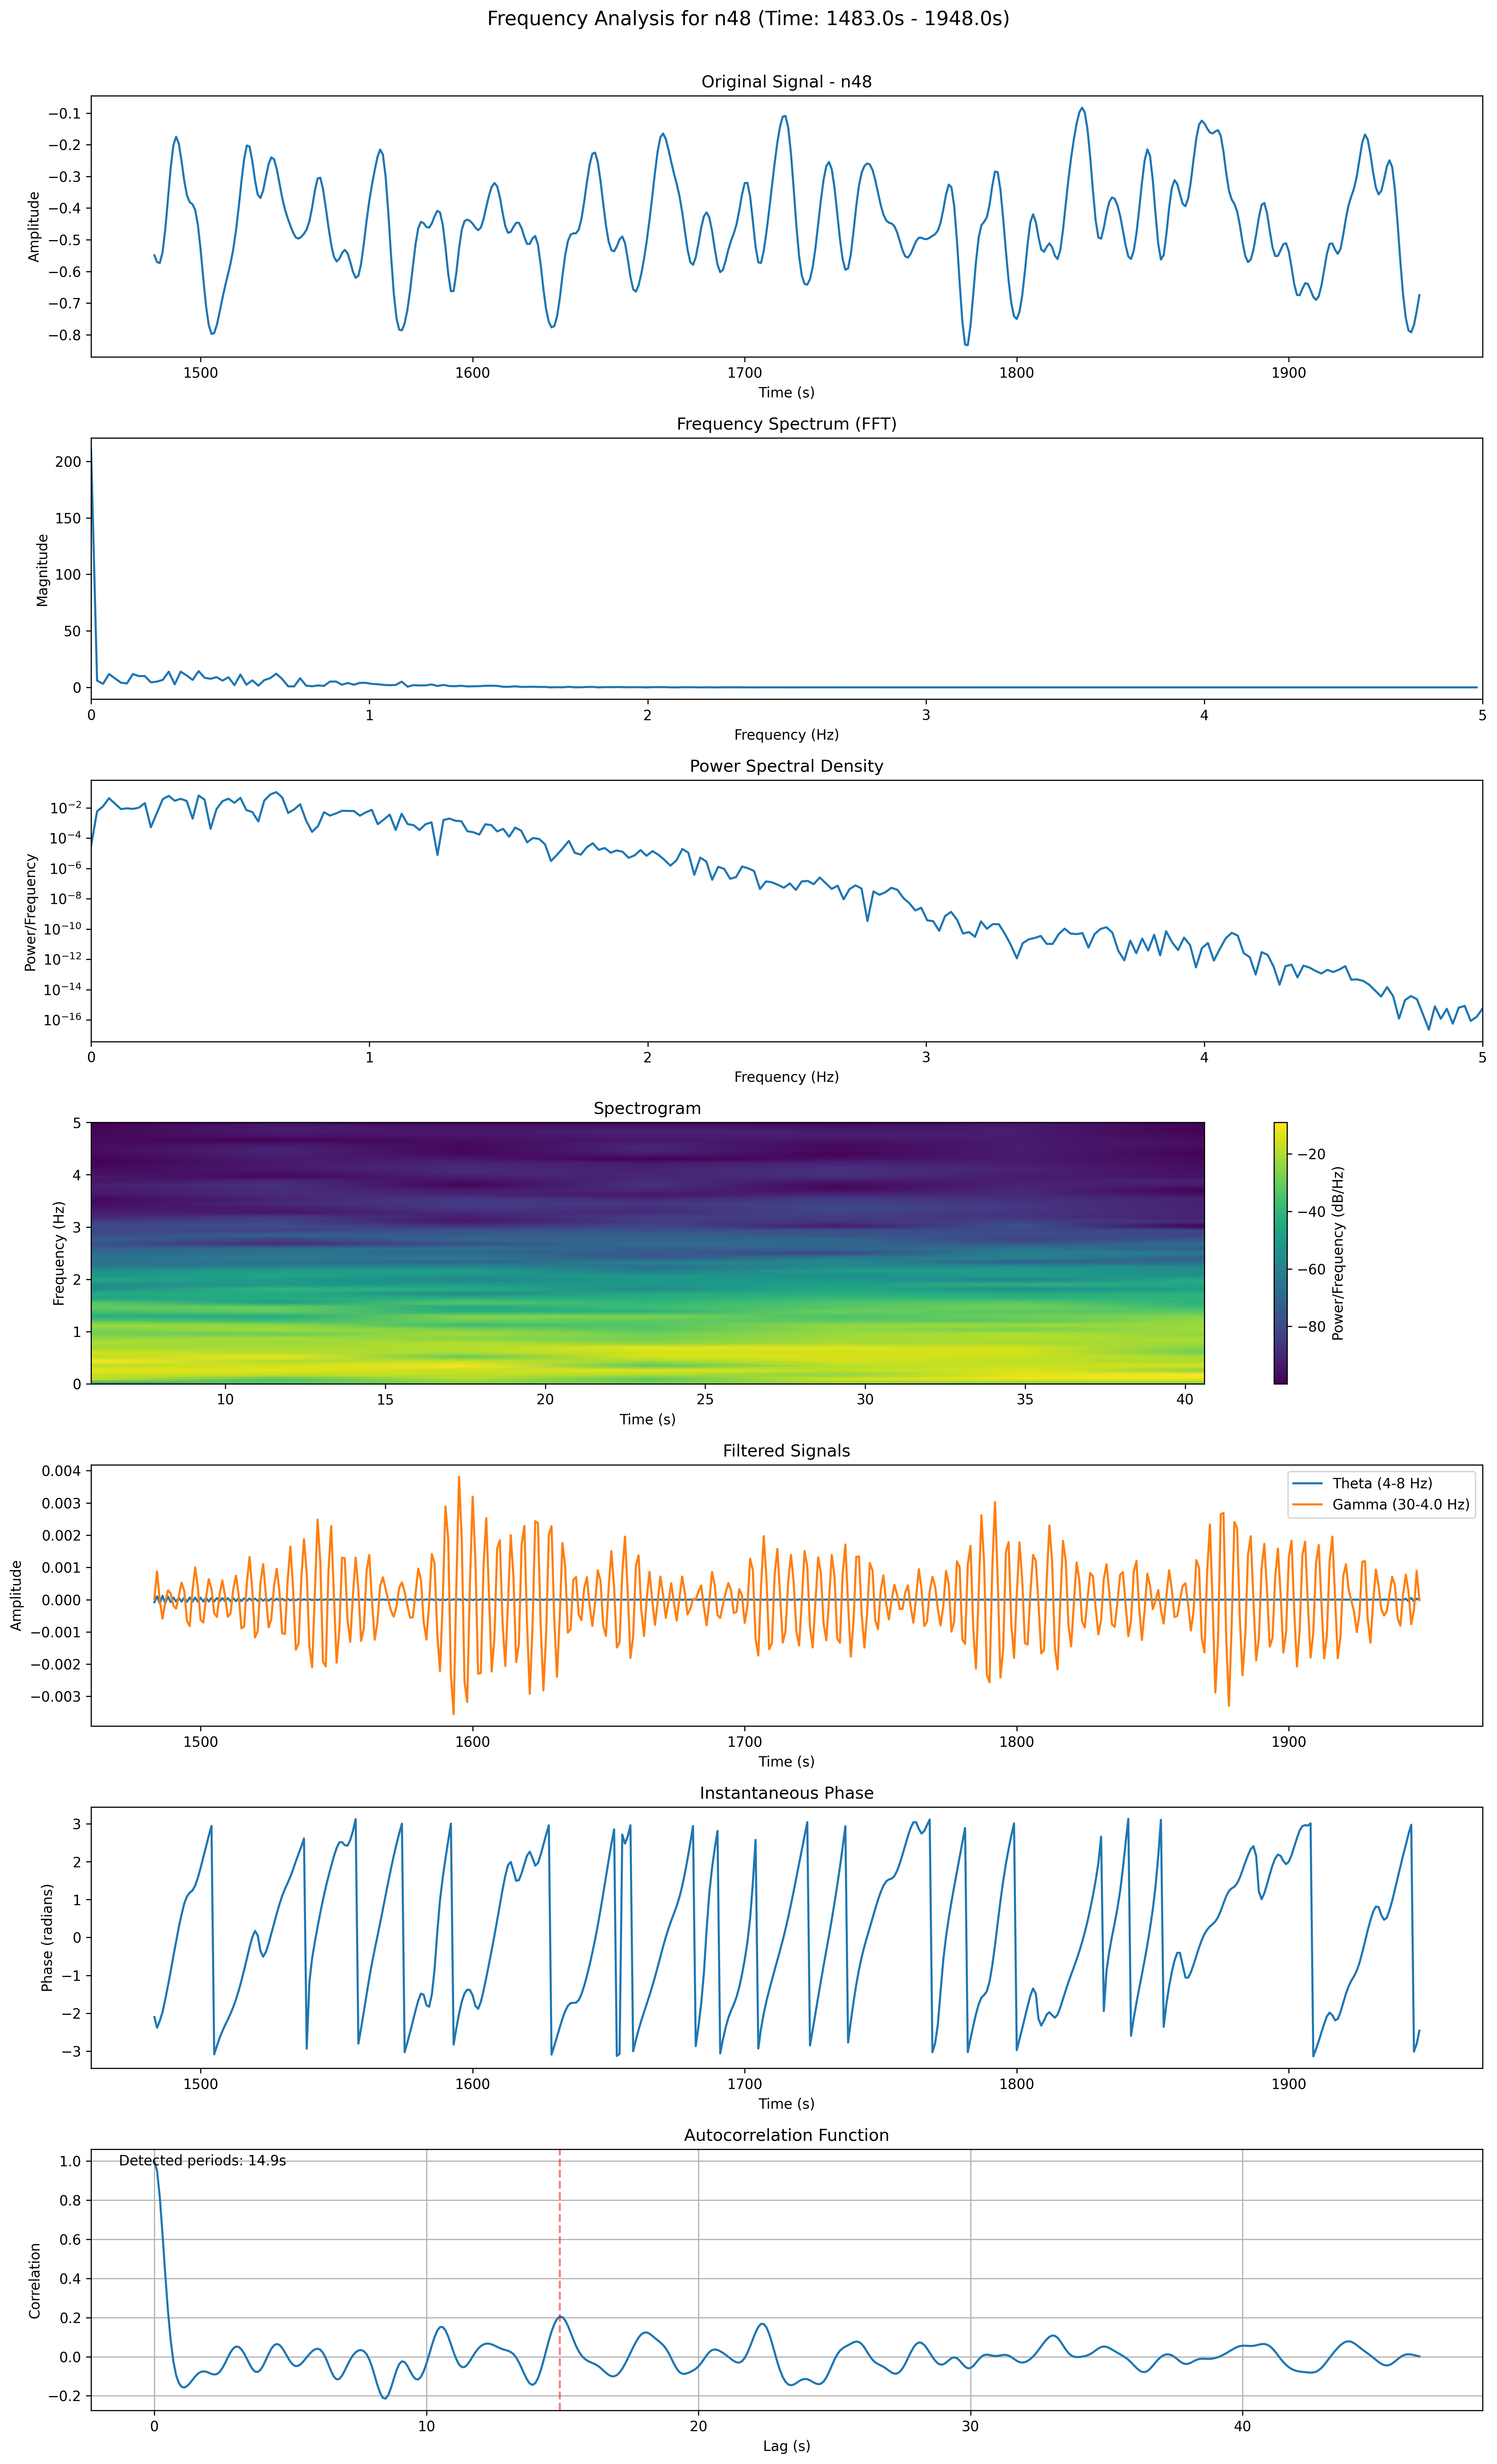 Frequency Analysis for n48 (Time: 1483.0s - 1948.0s)
Original Signal - n48
Amplitude
−0.1
−0.2
−0.3
−0.4
−0.5
−0.6
−0.7
−0.8
1500 1600 1700 1800 1900
Time (s)
Frequency Spectrum (FFT)
Magnitude
200
150
100
50
0
0 1 2 3 4 5
Frequency (Hz)
Power Spectral Density
Power/Frequency
10⁻²
10⁻⁴
10⁻⁶
10⁻⁸
10⁻¹⁰
10⁻¹²
10⁻¹⁴
10⁻¹⁶
0 1 2 3 4 5
Frequency (Hz)
Spectrogram
Frequency (Hz)
5
4
3
2
1
0
10 15 20 25 30 35 40
Time (s)
−20
−40
−60
−80
Power/Frequency (dB/Hz)
Filtered Signals
Amplitude
0.004
0.003
0.002
0.001
0.000
−0.001
−0.002
−0.003
Theta (4-8 Hz)
Gamma (30-4.0 Hz)
1500 1600 1700 1800 1900
Time (s)
Instantaneous Phase
Phase (radians)
3
2
1
0
−1
−2
−3
1500 1600 1700 1800 1900
Time (s)
Autocorrelation Function
Detected periods: 14.9s
Correlation
1.0
0.8
0.6
0.4
0.2
0.0
−0.2
0 10 20 30 40
Lag (s)